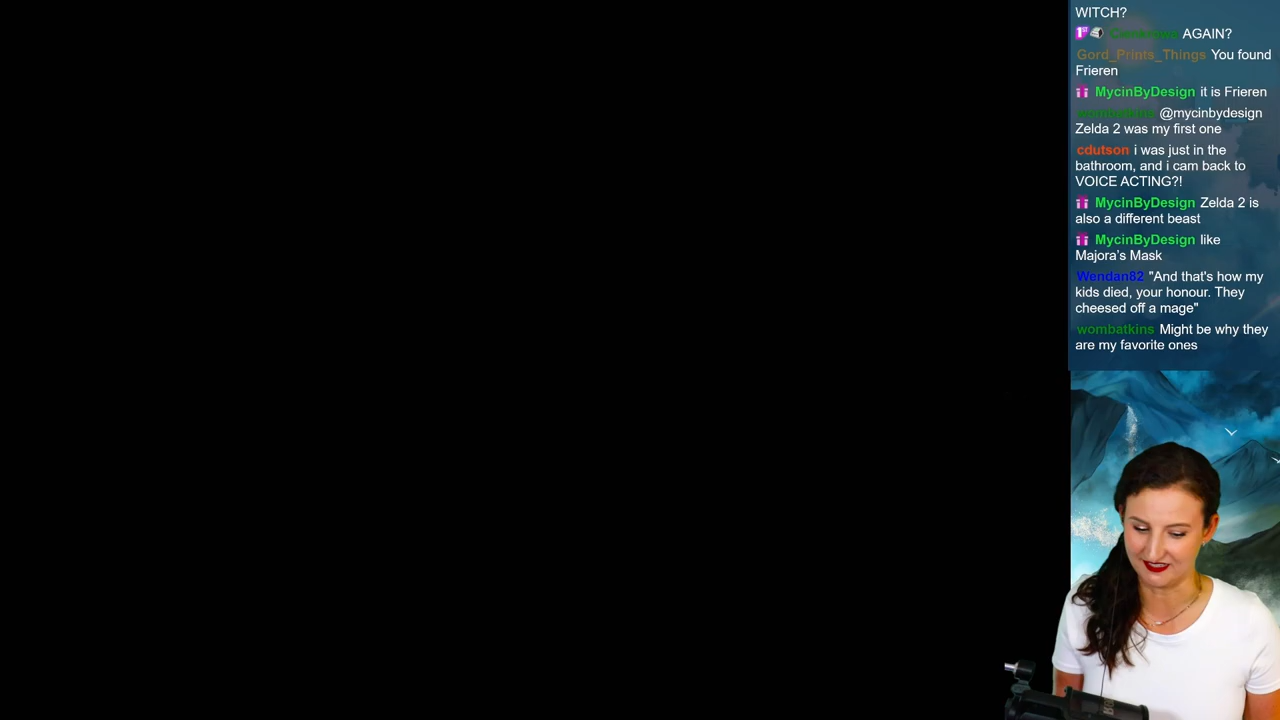 WITCH?
AGAIN?
Gord_Prints_Things You found
Frieren
MycinByDesign it is Frieren
wombatkins @mycinbydesign
Zelda 2 was my first one
cdutson i was just in the
bathroom, and i cam back to
VOICE ACTING?!
MycinByDesign Zelda 2 is
also a different beast
MycinByDesign like
Majora's Mask
Wendan82 "And that's how my
kids died, your honour. They
cheesed off a mage"
wombatkins Might be why they
are my favorite ones